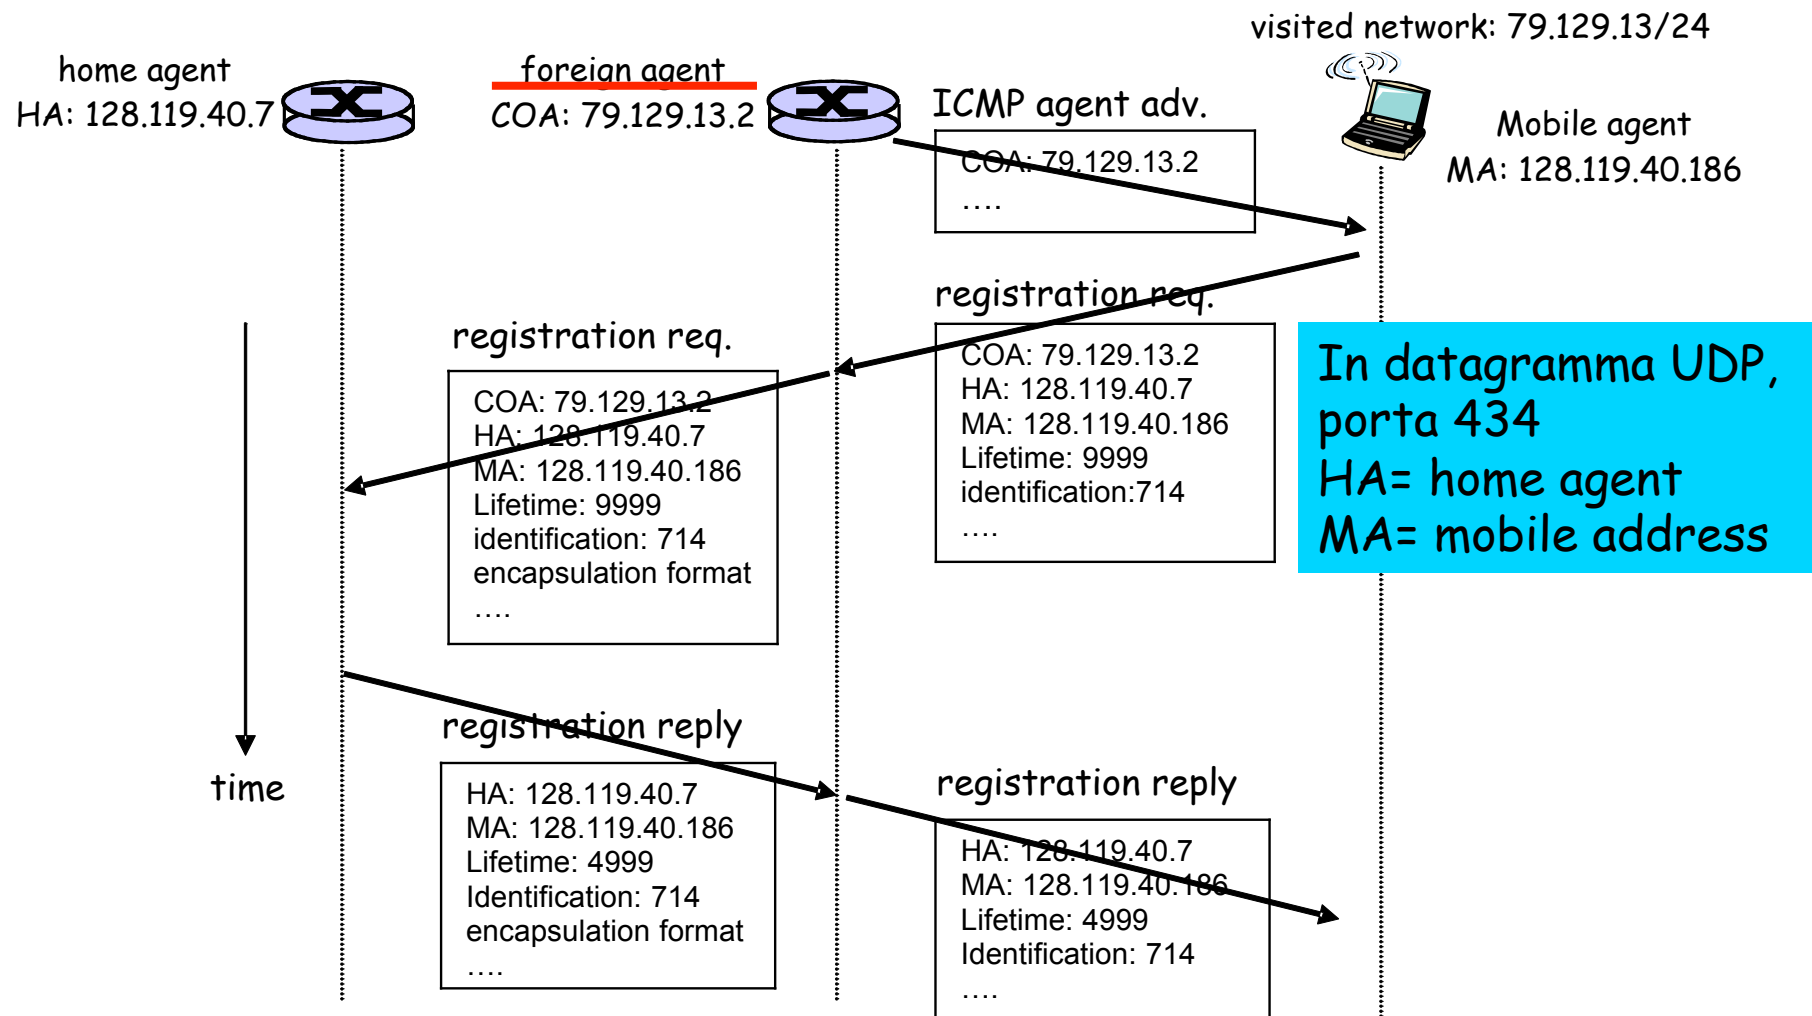 visited network: 79.129.13/24
home agent
HA: 128.119.40.7
foreign agent
COA: 79.129.13.2
ICMP agent adv.
COA: 79.129.13.2
….
Mobile agent
MA: 128.119.40.186
registration req.
COA: 79.129.13.2
HA: 128.119.40.7
MA: 128.119.40.186
Lifetime: 9999
identification:714
….
In datagramma UDP,
porta 434
HA= home agent
MA= mobile address
registration req.
COA: 79.129.13.2
HA: 128.119.40.7
MA: 128.119.40.186
Lifetime: 9999
identification: 714
encapsulation format
….
time
registration reply
HA: 128.119.40.7
MA: 128.119.40.186
Lifetime: 4999
Identification: 714
encapsulation format
….
registration reply
HA: 128.119.40.7
MA: 128.119.40.186
Lifetime: 4999
Identification: 714
….